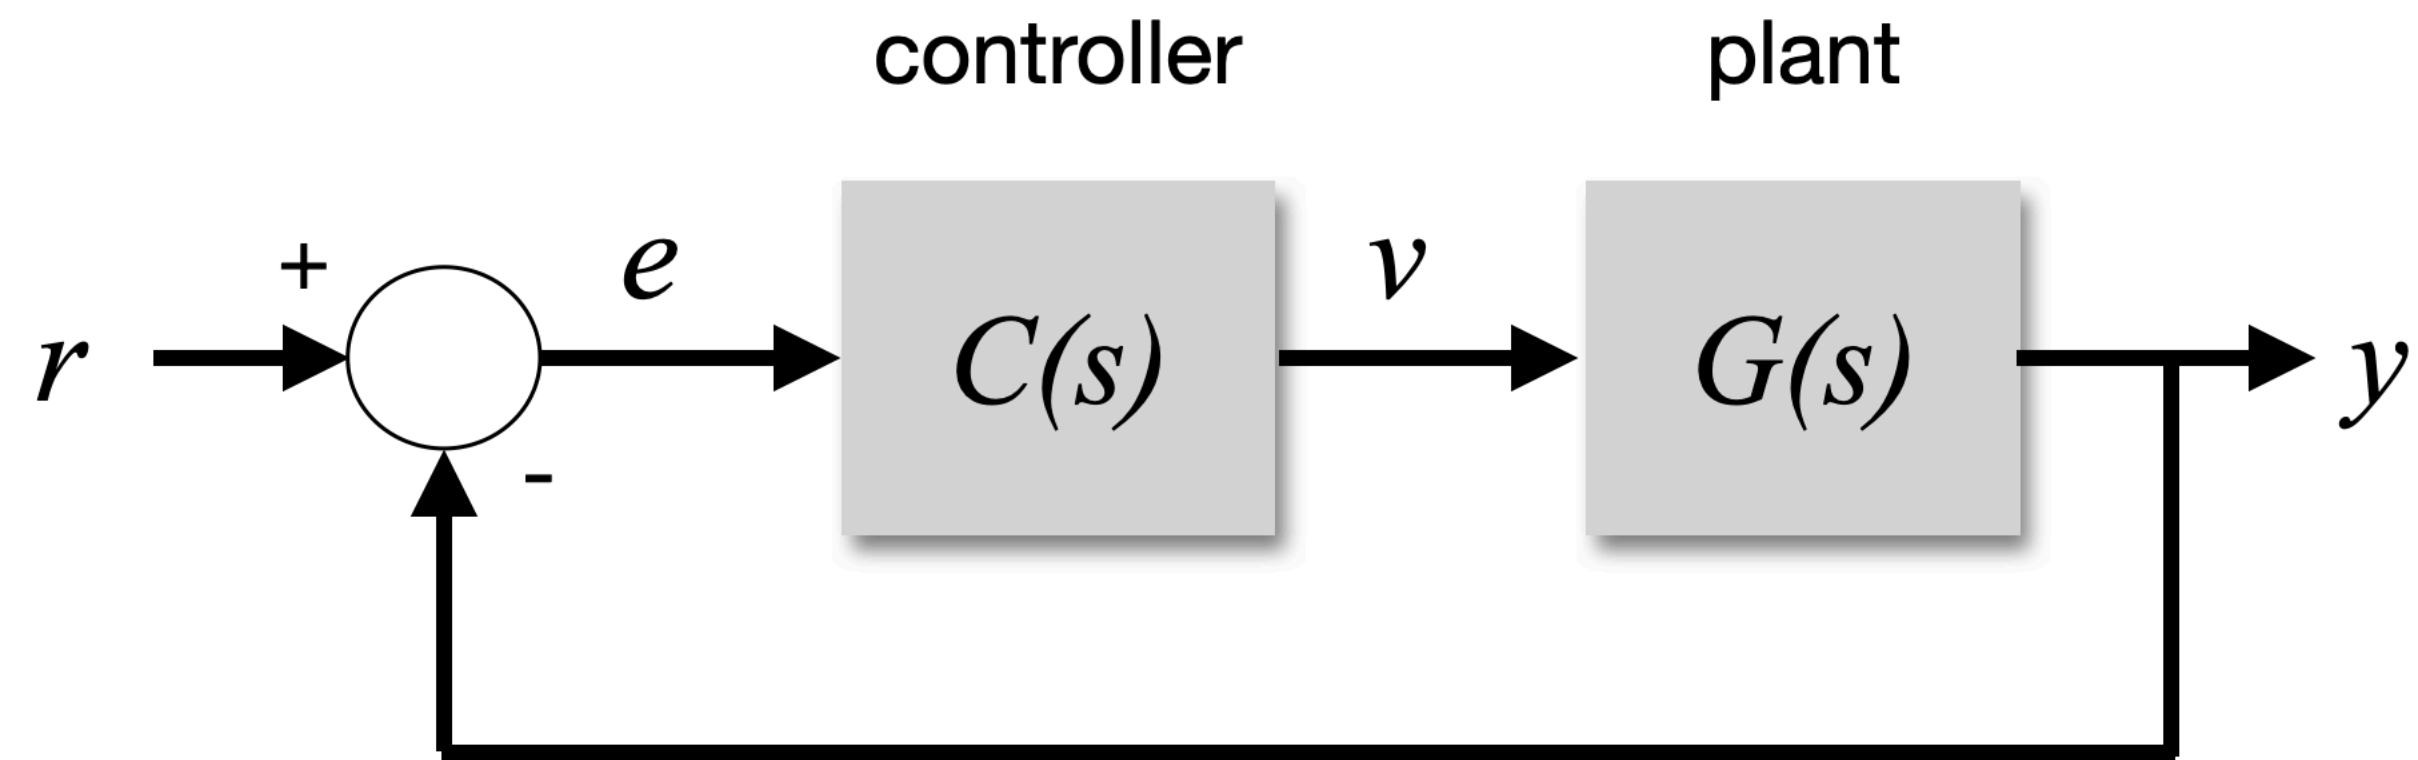 controller plant
+ e v
r C(s) G(s) y
-